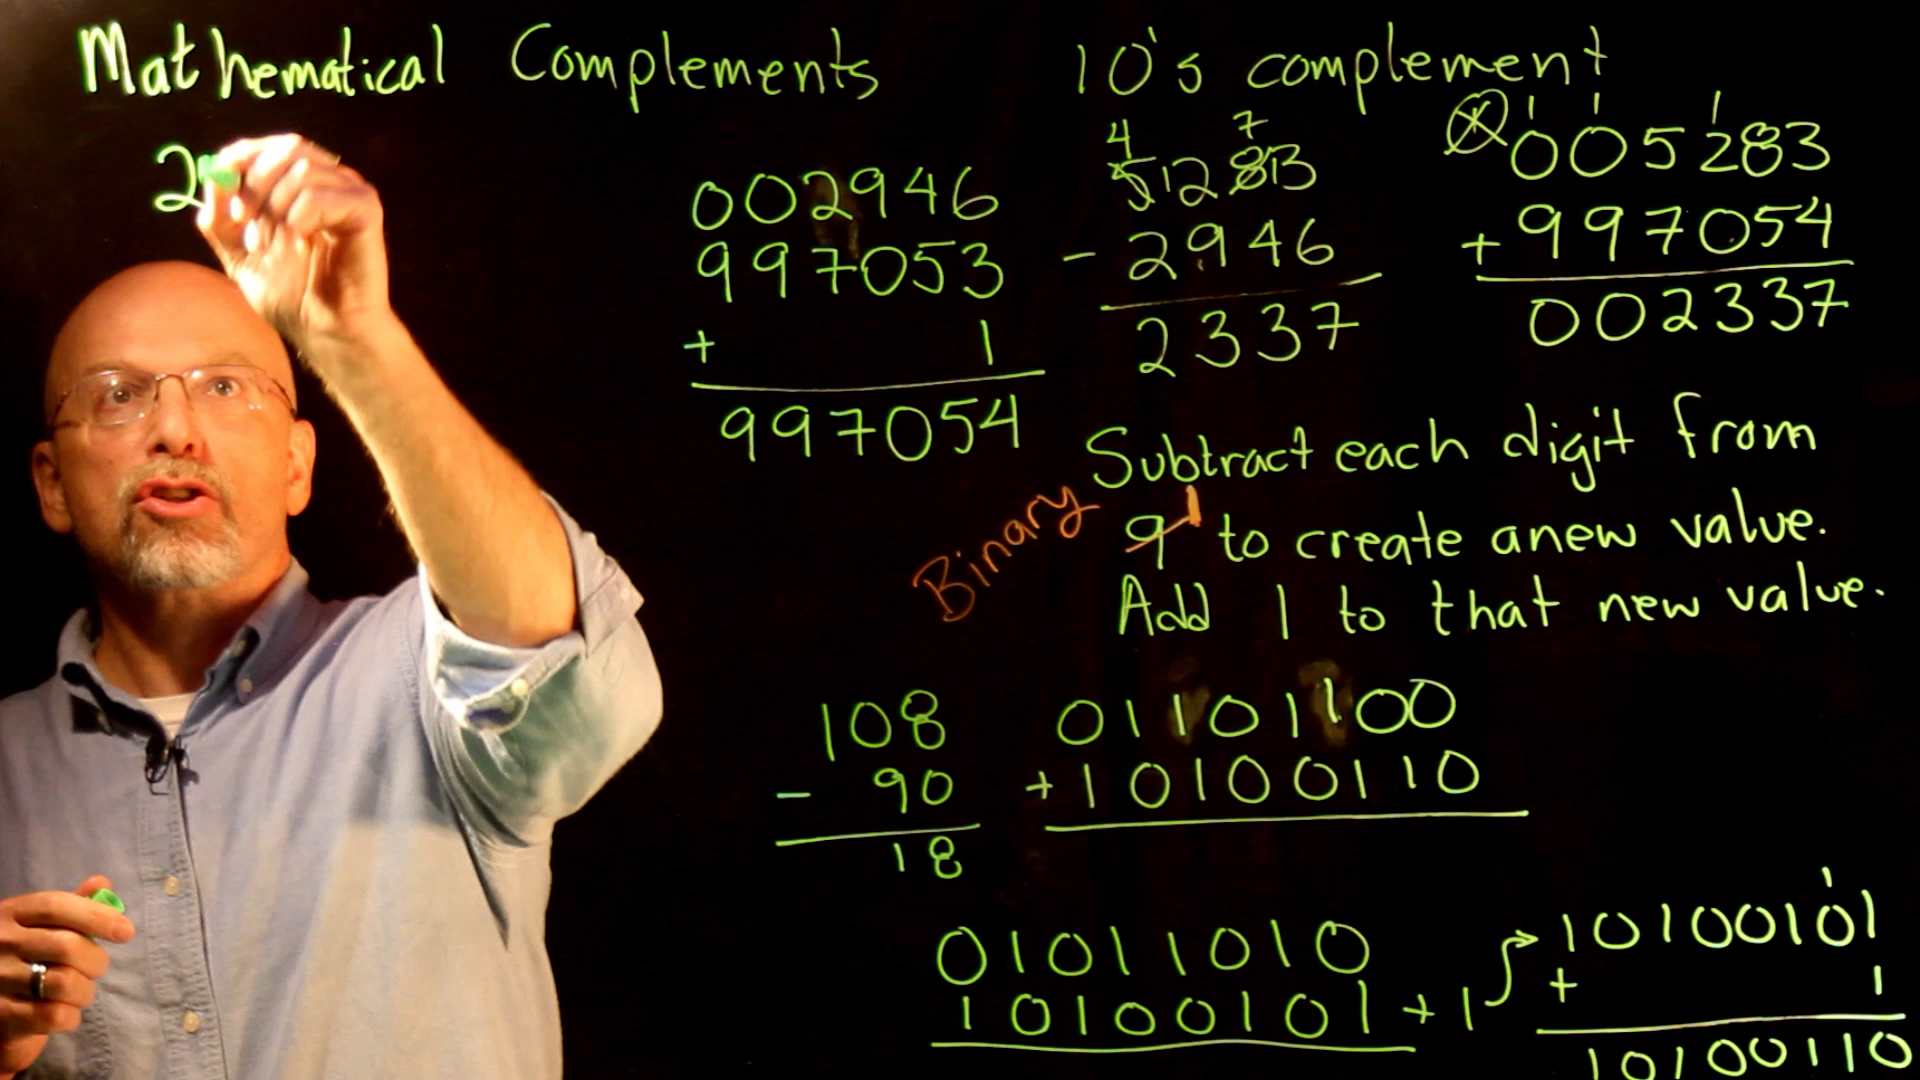 Mathematical Complements
2
002946
997053
+ 1
997054
10's complement
4 7
51283
- 2946
2337
1 1 1
005283
+997054
002337
Binary
Subtract each digit from
9 1 to create a new value.
Add 1 to that new value.
108
- 90
18
01101100
+10100110
01011010
10100101 + 1
1
10100101
+ 1
10100110